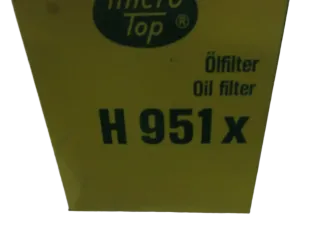 micro
Top ®
Ölfilter
Oil filter
H 951 x